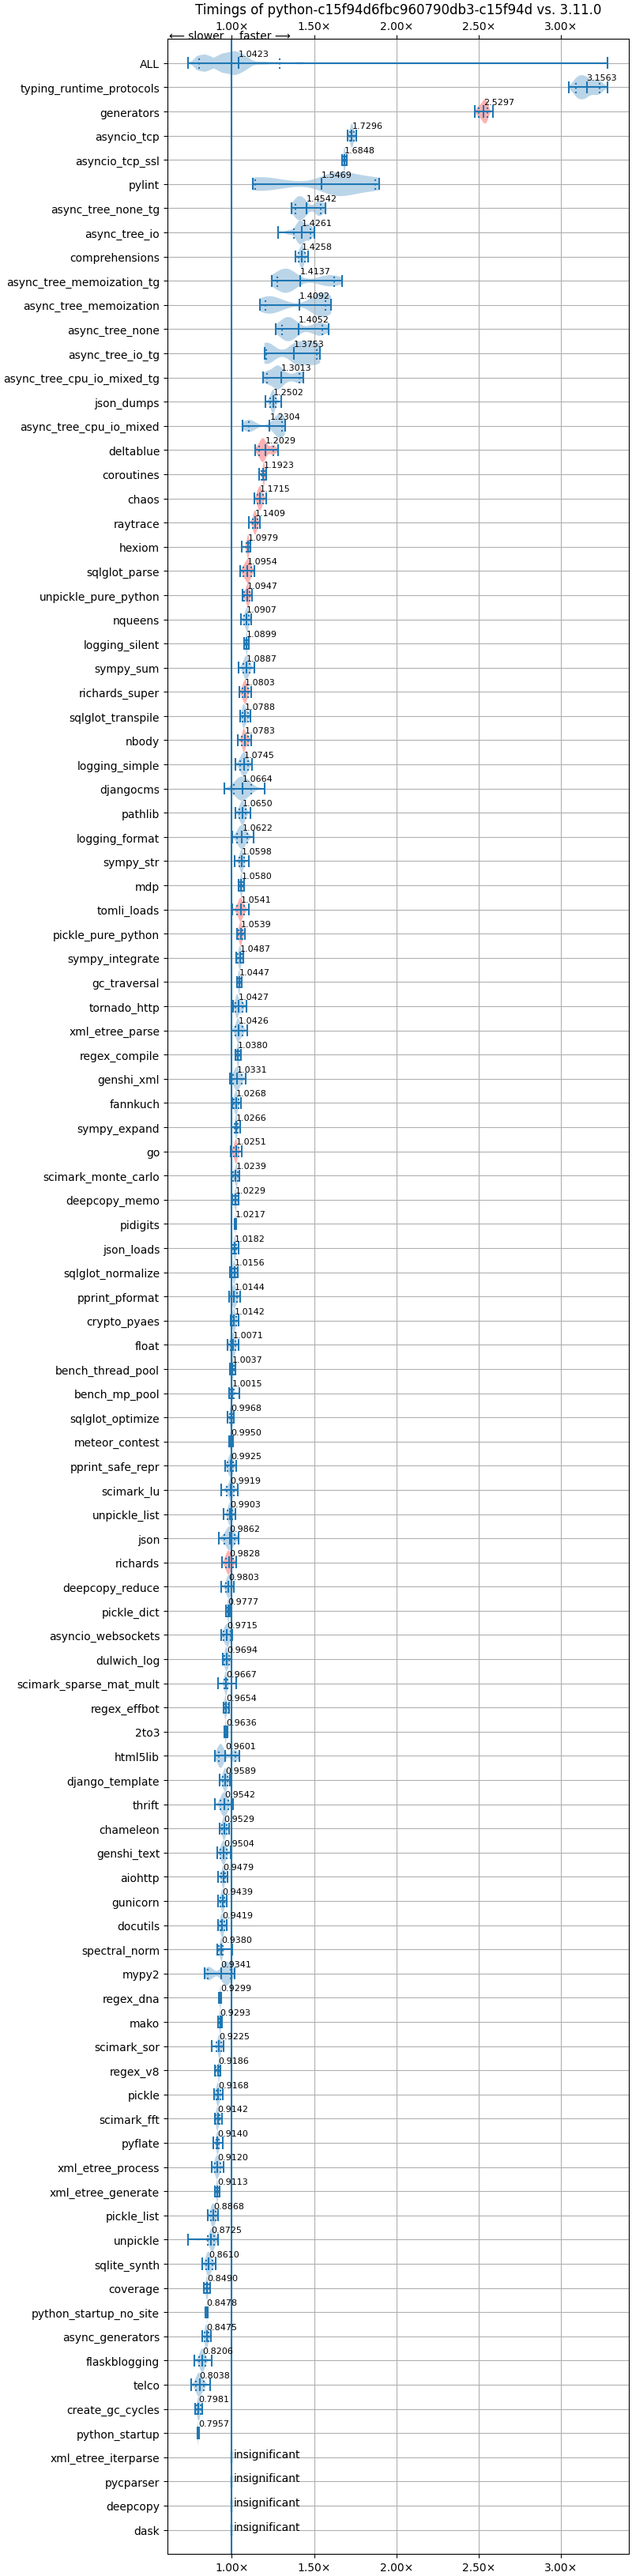 Timings of python-c15f94d6fbc960790db3-c15f94d vs. 3.11.0
1.00× 1.50× 2.00× 2.50× 3.00×
⟵ slower faster ⟶
ALL 1.0423
typing_runtime_protocols 3.1563
generators 2.5297
asyncio_tcp 1.7296
asyncio_tcp_ssl 1.6848
pylint 1.5469
async_tree_none_tg 1.4542
async_tree_io 1.4261
comprehensions 1.4258
async_tree_memoization_tg 1.4137
async_tree_memoization 1.4092
async_tree_none 1.4052
async_tree_io_tg 1.3753
async_tree_cpu_io_mixed_tg 1.3013
json_dumps 1.2502
async_tree_cpu_io_mixed 1.2304
deltablue 1.2029
coroutines 1.1923
chaos 1.1715
raytrace 1.1409
hexiom 1.0979
sqlglot_parse 1.0954
unpickle_pure_python 1.0947
nqueens 1.0907
logging_silent 1.0899
sympy_sum 1.0887
richards_super 1.0803
sqlglot_transpile 1.0788
nbody 1.0783
logging_simple 1.0745
djangocms 1.0664
pathlib 1.0650
logging_format 1.0622
sympy_str 1.0598
mdp 1.0580
tomli_loads 1.0541
pickle_pure_python 1.0539
sympy_integrate 1.0487
gc_traversal 1.0447
tornado_http 1.0427
xml_etree_parse 1.0426
regex_compile 1.0380
genshi_xml 1.0331
fannkuch 1.0268
sympy_expand 1.0266
go 1.0251
scimark_monte_carlo 1.0239
deepcopy_memo 1.0229
pidigits 1.0217
json_loads 1.0182
sqlglot_normalize 1.0156
pprint_pformat 1.0144
crypto_pyaes 1.0142
float 1.0071
bench_thread_pool 1.0037
bench_mp_pool 1.0015
sqlglot_optimize 0.9968
meteor_contest 0.9950
pprint_safe_repr 0.9925
scimark_lu 0.9919
unpickle_list 0.9903
json 0.9862
richards 0.9828
deepcopy_reduce 0.9803
pickle_dict 0.9777
asyncio_websockets 0.9715
dulwich_log 0.9694
scimark_sparse_mat_mult 0.9667
regex_effbot 0.9654
2to3 0.9636
html5lib 0.9601
django_template 0.9589
thrift 0.9542
chameleon 0.9529
genshi_text 0.9504
aiohttp 0.9479
gunicorn 0.9439
docutils 0.9419
spectral_norm 0.9380
mypy2 0.9341
regex_dna 0.9299
mako 0.9293
scimark_sor 0.9225
regex_v8 0.9186
pickle 0.9168
scimark_fft 0.9142
pyflate 0.9140
xml_etree_process 0.9120
xml_etree_generate 0.9113
pickle_list 0.8868
unpickle 0.8725
sqlite_synth 0.8610
coverage 0.8490
python_startup_no_site 0.8478
async_generators 0.8475
flaskblogging 0.8206
telco 0.8038
create_gc_cycles 0.7981
python_startup 0.7957
xml_etree_iterparse insignificant
pycparser insignificant
deepcopy insignificant
dask insignificant
1.00× 1.50× 2.00× 2.50× 3.00×